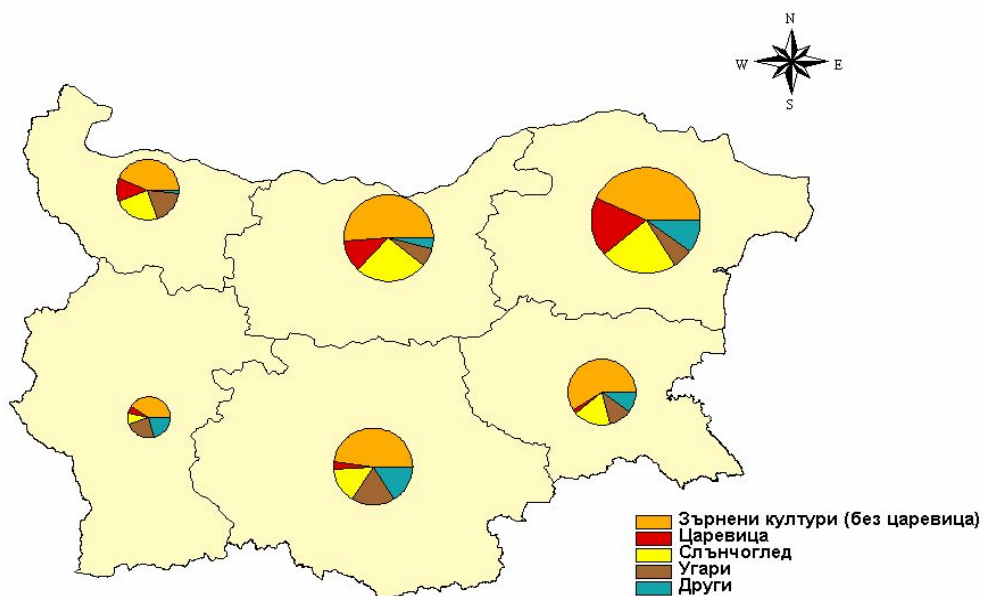 N
W E
S
Зърнени култури (без царевица)
Царевица
Слънчоглед
Угари
Други